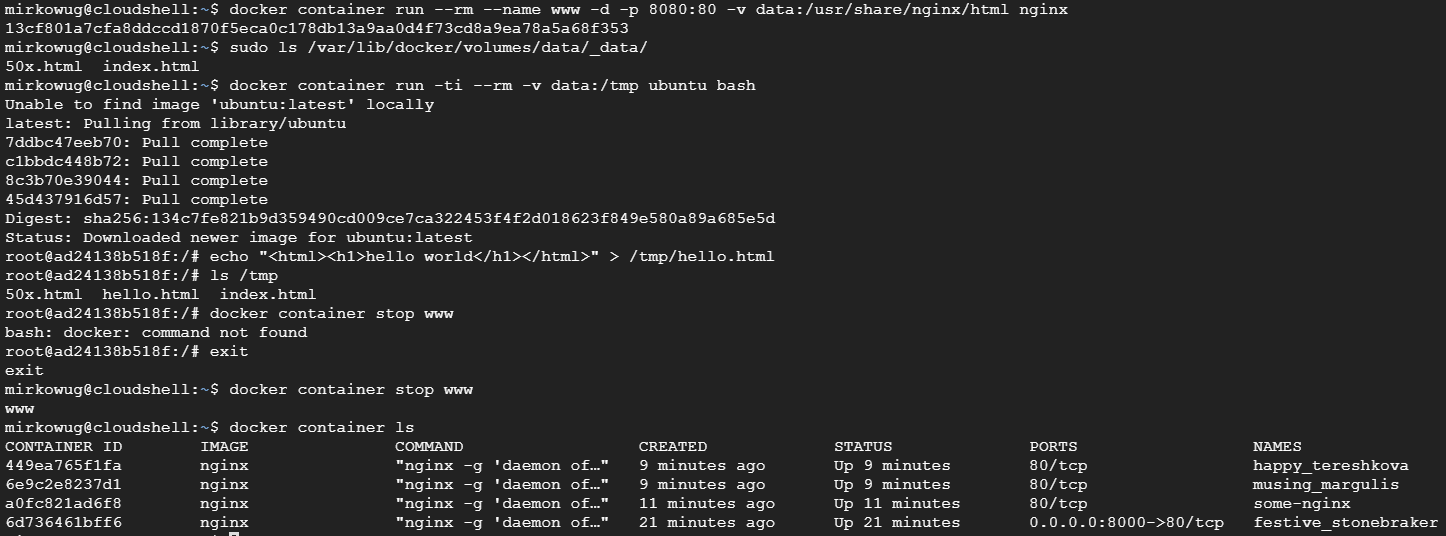 mirkowug@cloudshell:~$ docker container run --rm --name www -d -p 8080:80 -v data:/usr/share/nginx/html nginx
13cf801a7cfa8ddccd1870f5eca0c178db13a9aa0d4f73cd8a9ea78a5a68f353
mirkowug@cloudshell:~$ sudo ls /var/lib/docker/volumes/data/_data/
50x.html  index.html
mirkowug@cloudshell:~$ docker container run -ti --rm -v data:/tmp ubuntu bash
Unable to find image 'ubuntu:latest' locally
latest: Pulling from library/ubuntu
7ddbc47eeb70: Pull complete
c1bbdc448b72: Pull complete
8c3b70e39044: Pull complete
45d437916d57: Pull complete
Digest: sha256:134c7fe821b9d359490cd009ce7ca322453f4f2d018623f849e580a89a685e5d
Status: Downloaded newer image for ubuntu:latest
root@ad24138b518f:/# echo "<html><h1>hello world</h1></html>" > /tmp/hello.html
root@ad24138b518f:/# ls /tmp
50x.html  hello.html  index.html
root@ad24138b518f:/# docker container stop www
bash: docker: command not found
root@ad24138b518f:/# exit
exit
mirkowug@cloudshell:~$ docker container stop www
www
mirkowug@cloudshell:~$ docker container ls
CONTAINER ID        IMAGE               COMMAND                  CREATED             STATUS              PORTS                  NAMES
449ea765f1fa        nginx               "nginx -g 'daemon of…"   9 minutes ago       Up 9 minutes        80/tcp                 happy_tereshkova
6e9c2e8237d1        nginx               "nginx -g 'daemon of…"   9 minutes ago       Up 9 minutes        80/tcp                 musing_margulis
a0fc821ad6f8        nginx               "nginx -g 'daemon of…"   11 minutes ago      Up 11 minutes       80/tcp                 some-nginx
6d736461bff6        nginx               "nginx -g 'daemon of…"   21 minutes ago      Up 21 minutes       0.0.0.0:8000->80/tcp   festive_stonebraker